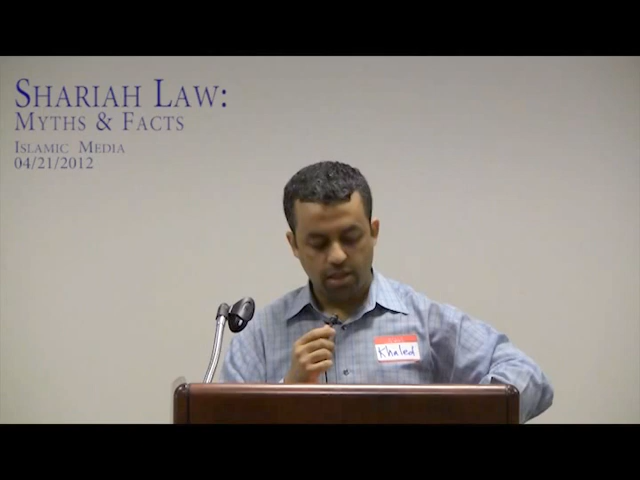 SHARIAH LAW:
MYTHS & FACTS
ISLAMIC MEDIA
04/21/2012
Khaled